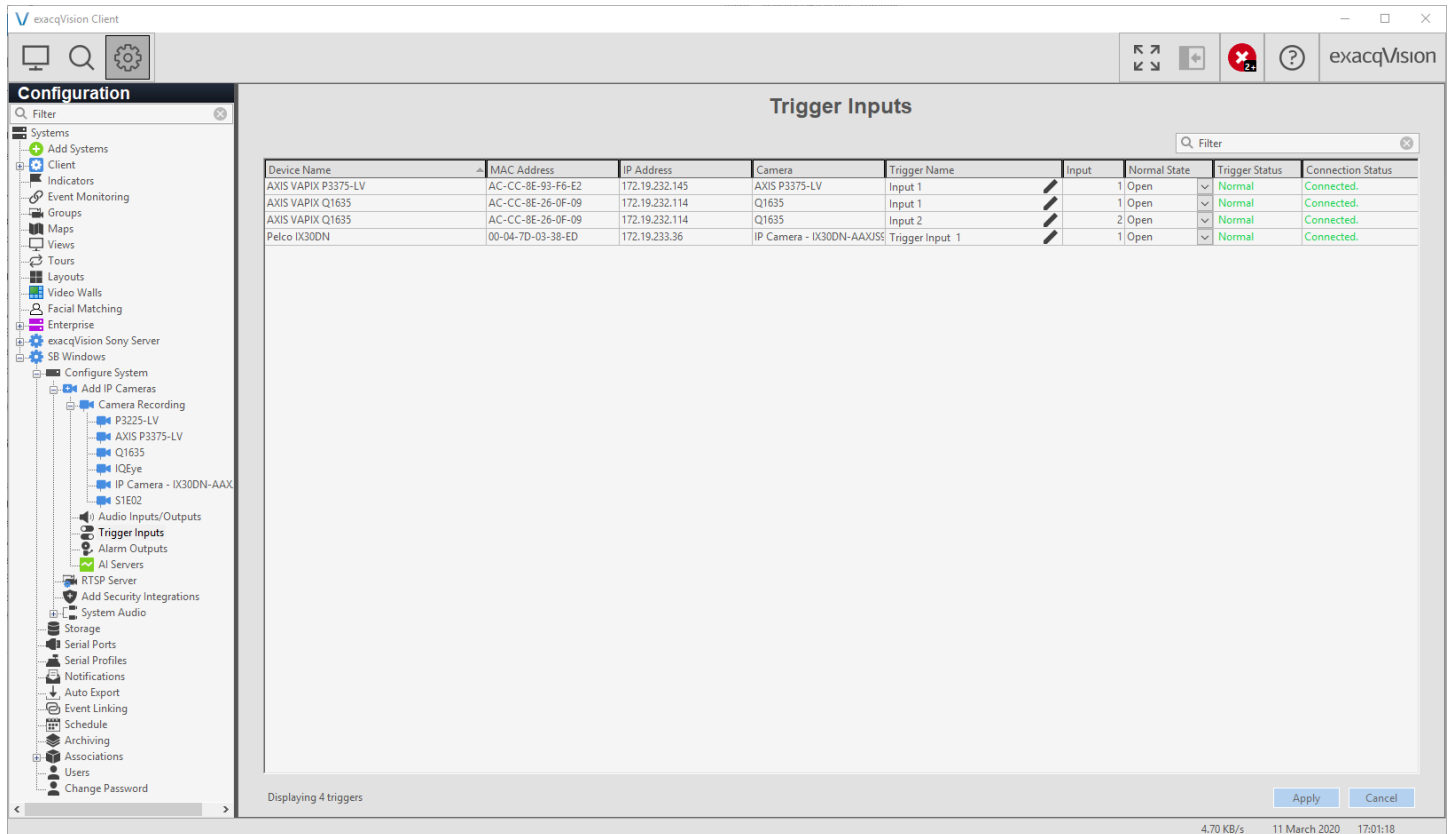 exacqVision Client
2+
?
exacqVision
Configuration
Filter
Systems
Add Systems
Client
Indicators
Event Monitoring
Groups
Maps
Views
Tours
Layouts
Video Walls
Facial Matching
Enterprise
exacqVision Sony Server
SB Windows
Configure System
Add IP Cameras
Camera Recording
P3225-LV
AXIS P3375-LV
Q1635
IQEye
IP Camera - IX30DN-AAX
S1E02
Audio Inputs/Outputs
Trigger Inputs
Alarm Outputs
AI Servers
RTSP Server
Add Security Integrations
System Audio
Storage
Serial Ports
Serial Profiles
Notifications
Auto Export
Event Linking
Schedule
Archiving
Associations
Users
Change Password
Trigger Inputs
Filter
Device Name MAC Address IP Address Camera Trigger Name Input Normal State Trigger Status Connection Status
AXIS VAPIX P3375-LV AC-CC-8E-93-F6-E2 172.19.232.145 AXIS P3375-LV Input 1 1 Open Normal Connected.
AXIS VAPIX Q1635 AC-CC-8E-26-0F-09 172.19.232.114 Q1635 Input 1 1 Open Normal Connected.
AXIS VAPIX Q1635 AC-CC-8E-26-0F-09 172.19.232.114 Q1635 Input 2 2 Open Normal Connected.
Pelco IX30DN 00-04-7D-03-38-ED 172.19.233.36 IP Camera - IX30DN-AAXJS9 Trigger Input 1 1 Open Normal Connected.
Displaying 4 triggers
Apply Cancel
4.70 KB/s 11 March 2020 17:01:18